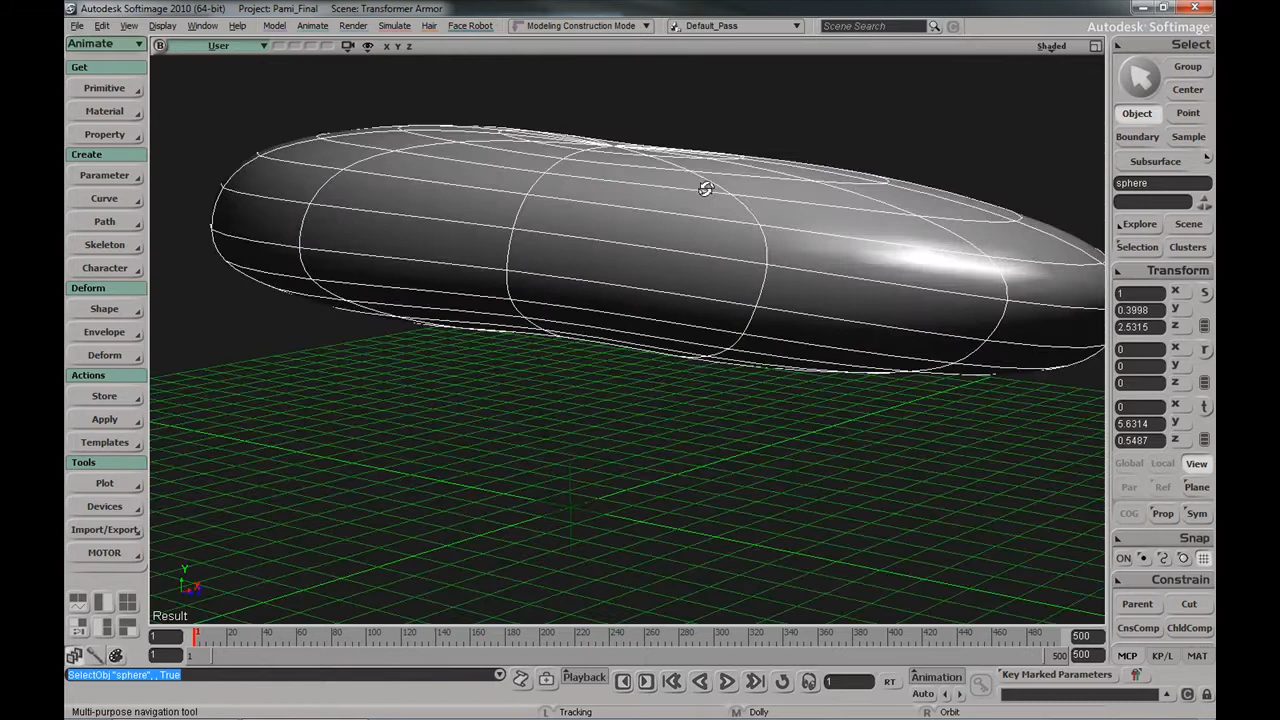 Autodesk Softimage 2010 (64-bit) Project: Pami_Final Scene: Transformer Armor
File Edit View Display Window Help Model Animate Render Simulate Hair Face Robot Modeling Construction Mode Default_Pass Scene Search C Autodesk® Softimage®
Animate
B User X Y Z Shaded
Select
Get
Primitive
Material
Property
Create
Parameter
Curve
Path
Skeleton
Character
Deform
Shape
Envelope
Deform
Actions
Store
Apply
Templates
Tools
Plot
Devices
Import/Export
MOTOR
Group
Center
Object Point
Boundary Sample
Subsurface
sphere
Explore Scene
Selection Clusters
Transform
1 x s
0.3998 y
2.5315 z
0 x r
0 y
0 z
0 x t
5.6314 y
0.5487 z
Global Local View
Par Ref Plane
COG Prop Sym
Snap
ON
Constrain
Parent Cut
CnsComp ChldComp
MCP KP/L MAT
Y
X
Result
1 1 20 40 60 80 100 120 140 160 180 200 220 240 260 280 300 320 340 360 380 400 420 440 460 480 500
1 1 500 500
SelectObj "sphere", , True
Playback 1 RT Animation
Auto
Key Marked Parameters
C
Multi-purpose navigation tool L Tracking M Dolly R Orbit